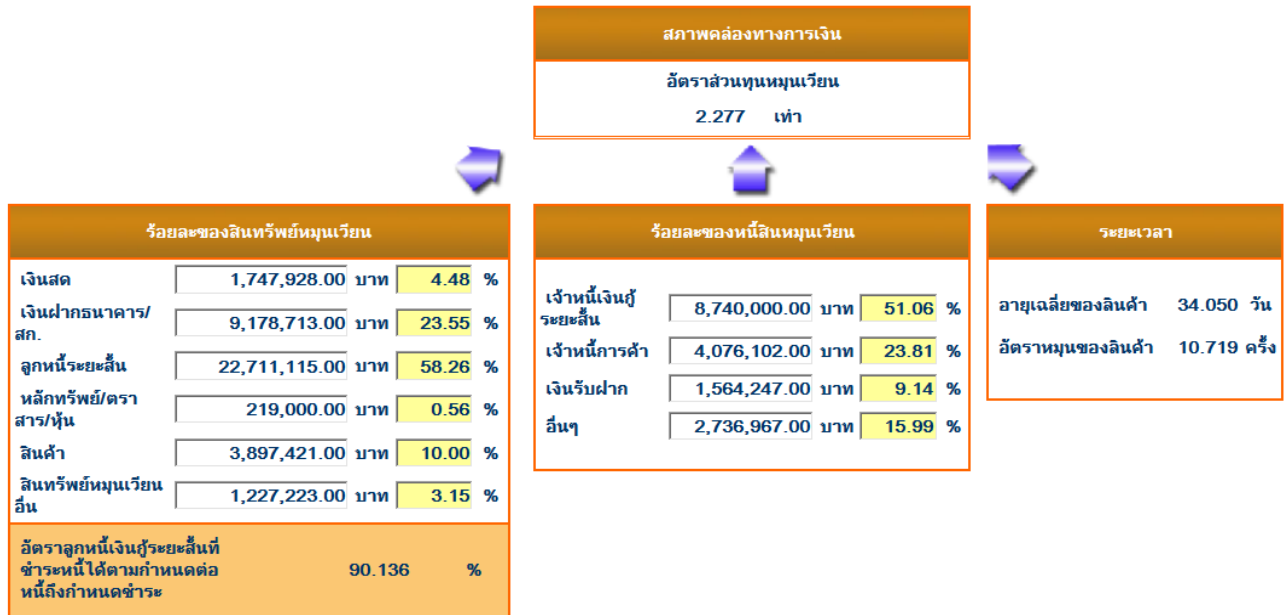 สภาพคล่องทางการเงิน
อัตราส่วนทุนหมุนเวียน
2.277 เท่า
ร้อยละของสินทรัพย์หมุนเวียน
เงินสด 1,747,928.00 บาท 4.48 %
เงินฝากธนาคาร/
สก. 9,178,713.00 บาท 23.55 %
ลูกหนี้ระยะสั้น 22,711,115.00 บาท 58.26 %
หลักทรัพย์/ตรา
สาร/หุ้น 219,000.00 บาท 0.56 %
สินค้า 3,897,421.00 บาท 10.00 %
สินทรัพย์หมุนเวียน
อื่น 1,227,223.00 บาท 3.15 %
อัตราลูกหนี้เงินกู้ระยะสั้นที่
ชำระหนี้ได้ตามกำหนดต่อ 90.136 %
หนี้ถึงกำหนดชำระ
ร้อยละของหนี้สินหมุนเวียน
เจ้าหนี้เงินกู้
ระยะสั้น 8,740,000.00 บาท 51.06 %
เจ้าหนี้การค้า 4,076,102.00 บาท 23.81 %
เงินรับฝาก 1,564,247.00 บาท 9.14 %
อื่นๆ 2,736,967.00 บาท 15.99 %
ระยะเวลา
อายุเฉลี่ยของสินค้า 34.050 วัน
อัตราหมุนของสินค้า 10.719 ครั้ง